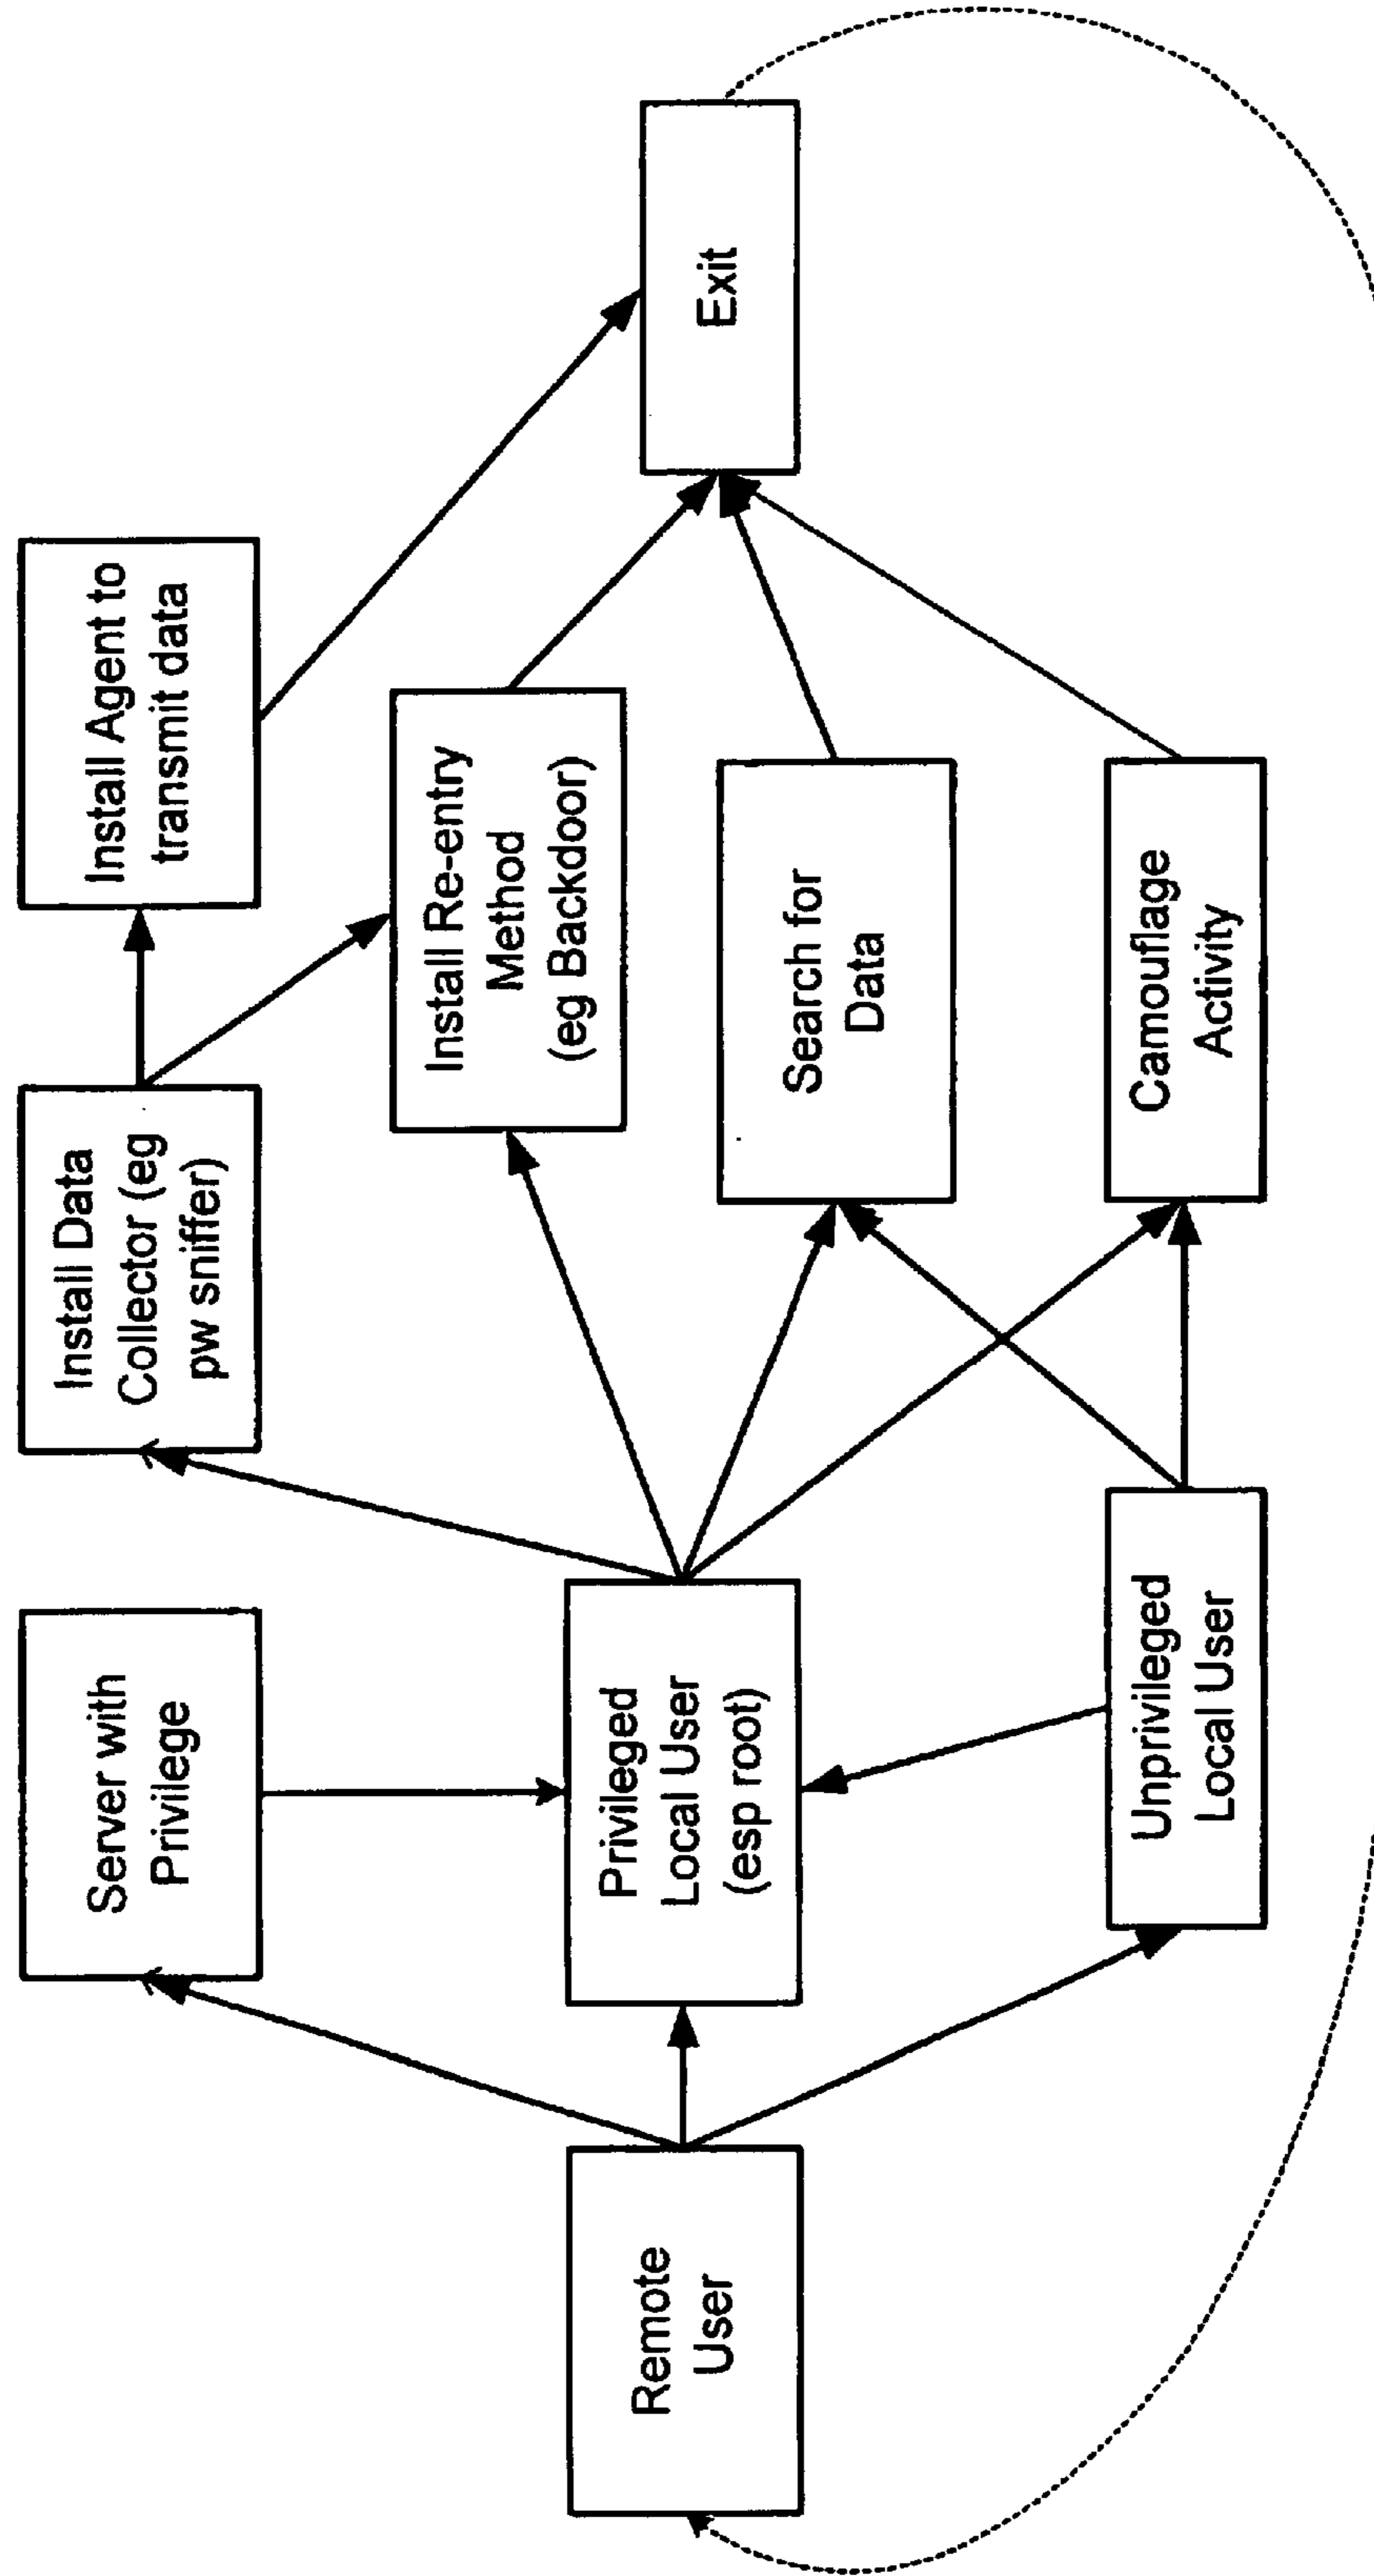 Remote
User
Server with
Privilege
Privileged
Local User
(esp root)
Unprivileged
Local User
Install Data
Collector (eg
pw sniffer)
Install Agent to
transmit data
Install Re-entry
Method
(eg Backdoor)
Search for
Data
Camouflage
Activity
Exit